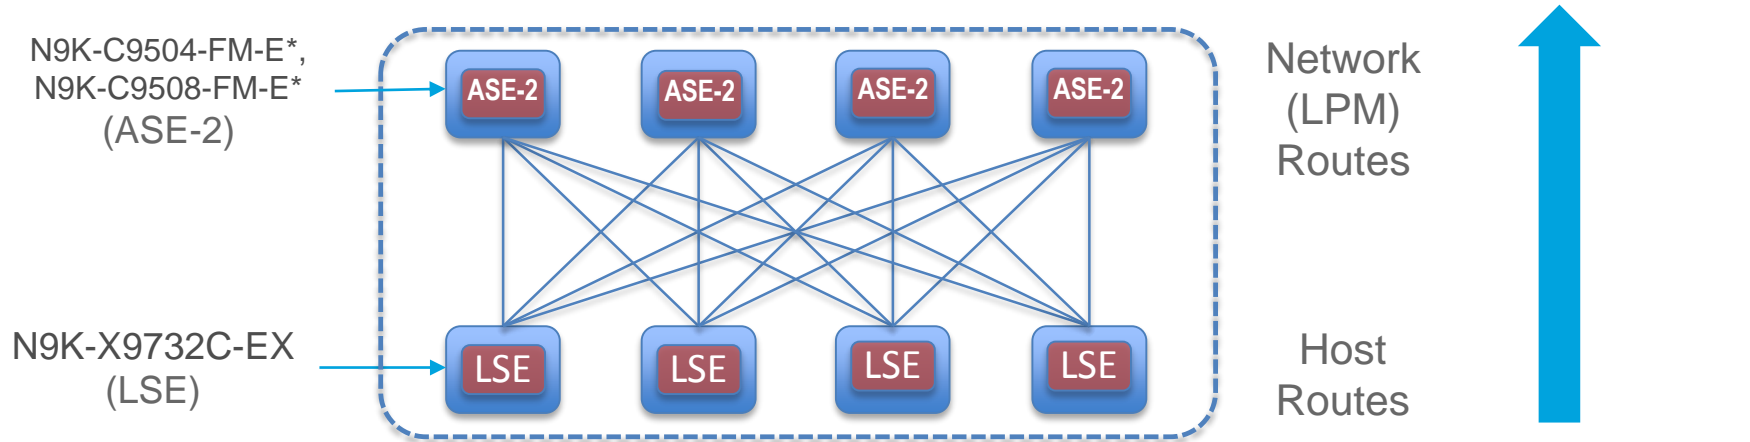 N9K-C9504-FM-E*,
N9K-C9508-FM-E*
(ASE-2)
ASE-2
ASE-2
ASE-2
ASE-2
Network
(LPM)
Routes
N9K-X9732C-EX
(LSE)
LSE
LSE
LSE
LSE
Host
Routes